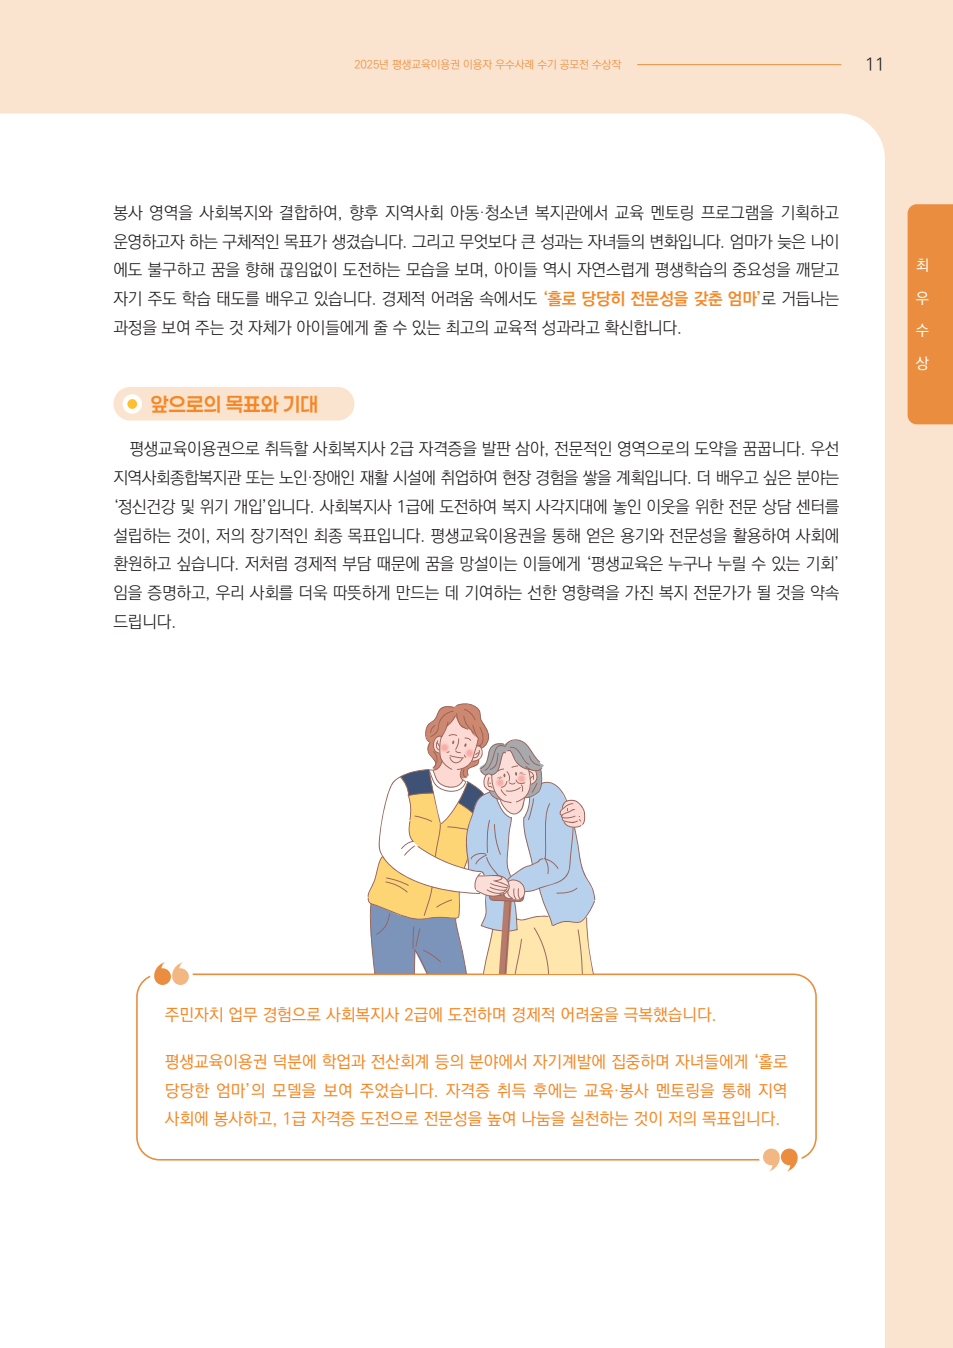 2025년 평생교육이용권 이용자 우수사례 수기 공모전 수상작
11
봉사 영역을 사회복지와 결합하여, 향후 지역사회 아동·청소년 복지관에서 교육 멘토링 프로그램을 기획하고
운영하고자 하는 구체적인 목표가 생겼습니다. 그리고 무엇보다 큰 성과는 자녀들의 변화입니다. 엄마가 늦은 나이
에도 불구하고 꿈을 향해 끊임없이 도전하는 모습을 보며, 아이들 역시 자연스럽게 평생학습의 중요성을 깨닫고
자기 주도 학습 태도를 배우고 있습니다. 경제적 어려움 속에서도 ‘홀로 당당히 전문성을 갖춘 엄마’로 거듭나는
과정을 보여 주는 것 자체가 아이들에게 줄 수 있는 최고의 교육적 성과라고 확신합니다.
최
우
수
상
앞으로의 목표와 기대
평생교육이용권으로 취득할 사회복지사 2급 자격증을 발판 삼아, 전문적인 영역으로의 도약을 꿈꿉니다. 우선
지역사회종합복지관 또는 노인·장애인 재활 시설에 취업하여 현장 경험을 쌓을 계획입니다. 더 배우고 싶은 분야는
‘정신건강 및 위기 개입’입니다. 사회복지사 1급에 도전하여 복지 사각지대에 놓인 이웃을 위한 전문 상담 센터를
설립하는 것이, 저의 장기적인 최종 목표입니다. 평생교육이용권을 통해 얻은 용기와 전문성을 활용하여 사회에
환원하고 싶습니다. 저처럼 경제적 부담 때문에 꿈을 망설이는 이들에게 ‘평생교육은 누구나 누릴 수 있는 기회’
임을 증명하고, 우리 사회를 더욱 따뜻하게 만드는 데 기여하는 선한 영향력을 가진 복지 전문가가 될 것을 약속
드립니다.
주민자치 업무 경험으로 사회복지사 2급에 도전하며 경제적 어려움을 극복했습니다.
평생교육이용권 덕분에 학업과 전산회계 등의 분야에서 자기계발에 집중하며 자녀들에게 ‘홀로
당당한 엄마’의 모델을 보여 주었습니다. 자격증 취득 후에는 교육·봉사 멘토링을 통해 지역
사회에 봉사하고, 1급 자격증 도전으로 전문성을 높여 나눔을 실천하는 것이 저의 목표입니다.